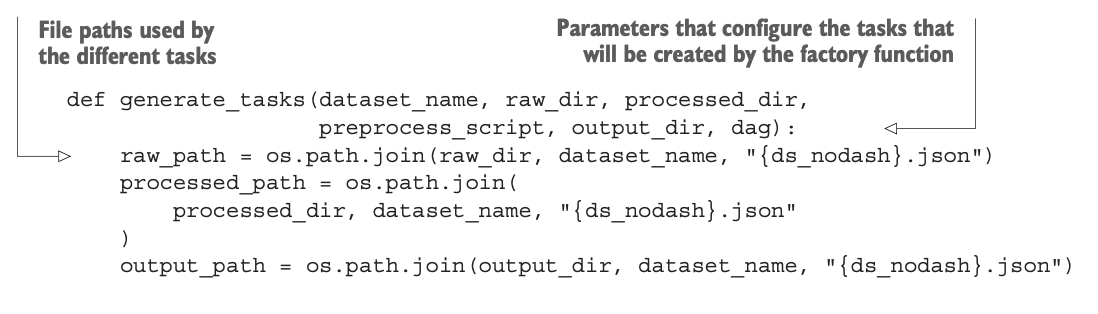 File paths used by
the different tasks
Parameters that configure the tasks that
will be created by the factory function
def generate_tasks(dataset_name, raw_dir, processed_dir,
                   preprocess_script, output_dir, dag):
    raw_path = os.path.join(raw_dir, dataset_name, "{ds_nodash}.json")
    processed_path = os.path.join(
        processed_dir, dataset_name, "{ds_nodash}.json"
    )
    output_path = os.path.join(output_dir, dataset_name, "{ds_nodash}.json")